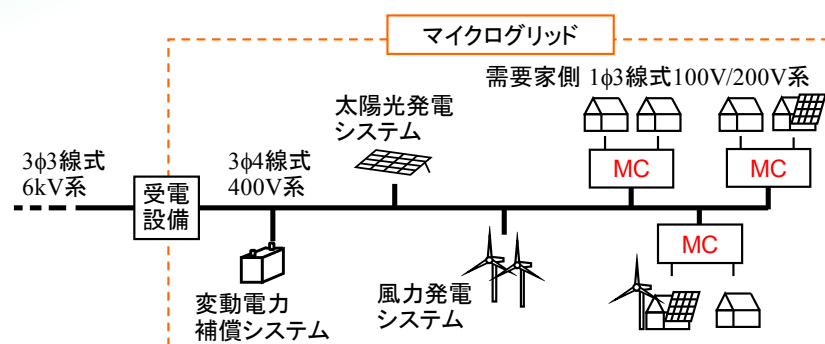 マイクログリッド
需要家側 1ϕ3線式100V/200V系
太陽光発電
システム
3ϕ3線式
6kV系
3ϕ4線式
400V系
受電
設備
MC
MC
MC
変動電力
補償システム
風力発電
システム